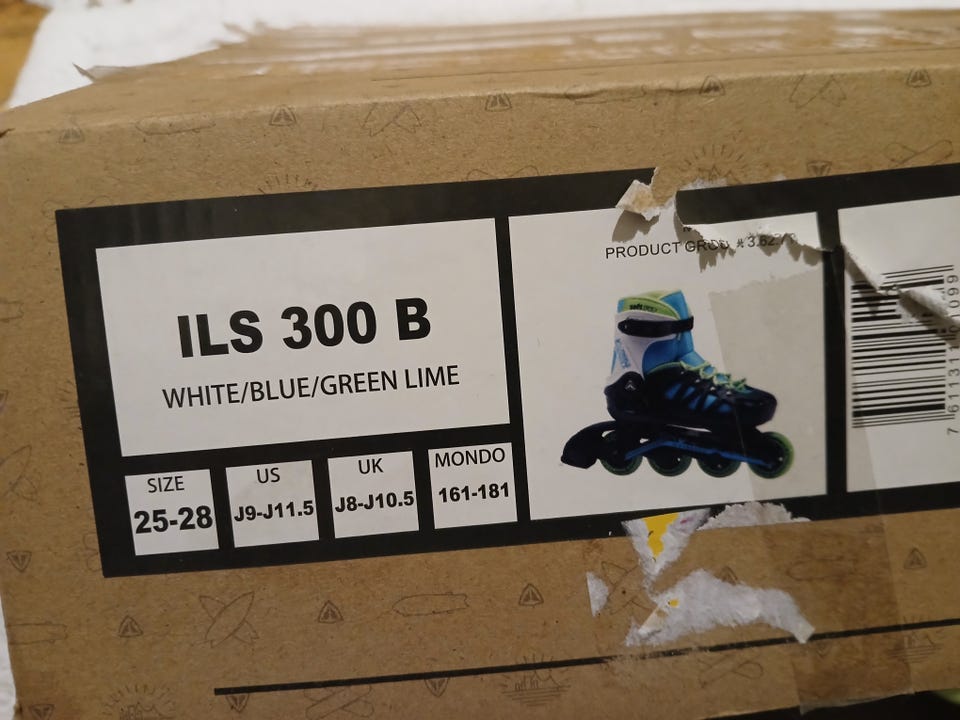 ILS 300 B
WHITE/BLUE/GREEN LIME
SIZE
25-28
US
J9-J11.5
UK
J8-J10.5
MONDO
161-181
PRODUCT